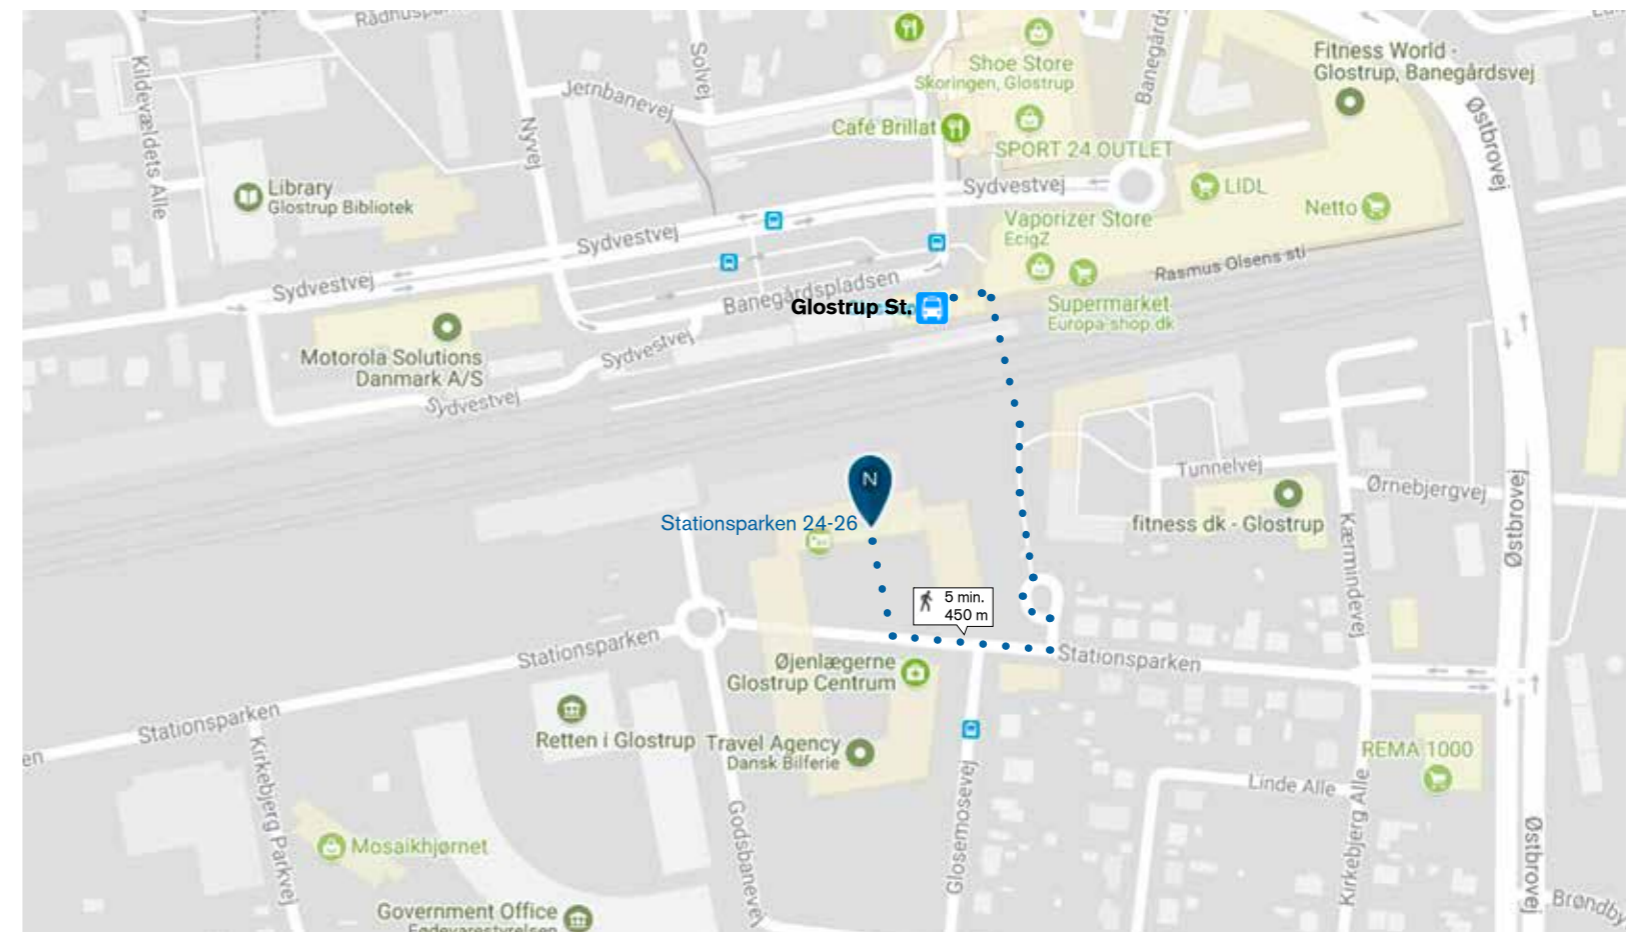 Rådhuspa
Kildevældets Alle
Nyvej
Solvej
Jernbanevej
Shoe Store
Skoringen, Glostrup
Café Brillat
SPORT 24 OUTLET
Banegårds
Fitness World -
Glostrup, Banegårdsvej
Østbrovej
Library
Glostrup Bibliotek
Sydvestvej
LIDL
Netto
Vaporizer Store
EcigZ
Sydvestvej
Sydvestvej
Banegårdspladsen
Rasmus Olsens sti
Glostrup St.
Supermarket
Europa-shop.dk
Motorola Solutions
Danmark A/S
Sydvestvej
Sydvestvej
N
Stationsparken 24-26
Tunnelvej
Ørnebjergvej
fitness dk - Glostrup
Kærmindevej
Østbrovej
5 min.
450 m
Stationsparken
Stationsparken
Øjenlægerne
Glostrup Centrum
Stationsparken
en
Kirkebjerg Parkvej
Retten i Glostrup
Travel Agency
Dansk Bilferie
REMA 1000
Linde Alle
Kirkebjerg Alle
Glosemosevej
Godsbanevej
Mosaikhjørnet
Østbrovej
Brøndby
Government Office
Fødevarestyrelsen